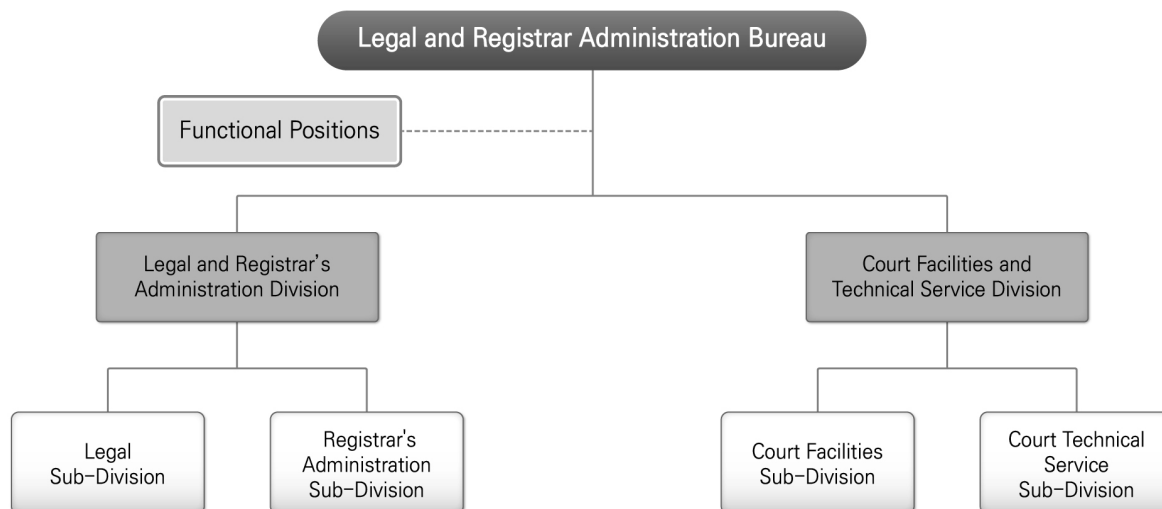 Legal and Registrar Administration Bureau
Functional Positions
Legal and Registrar’s
Administration Division
Court Facilities and
Technical Service Division
Legal
Sub-Division
Registrar's
Administration
Sub-Division
Court Facilities
Sub-Division
Court Technical
Service
Sub-Division